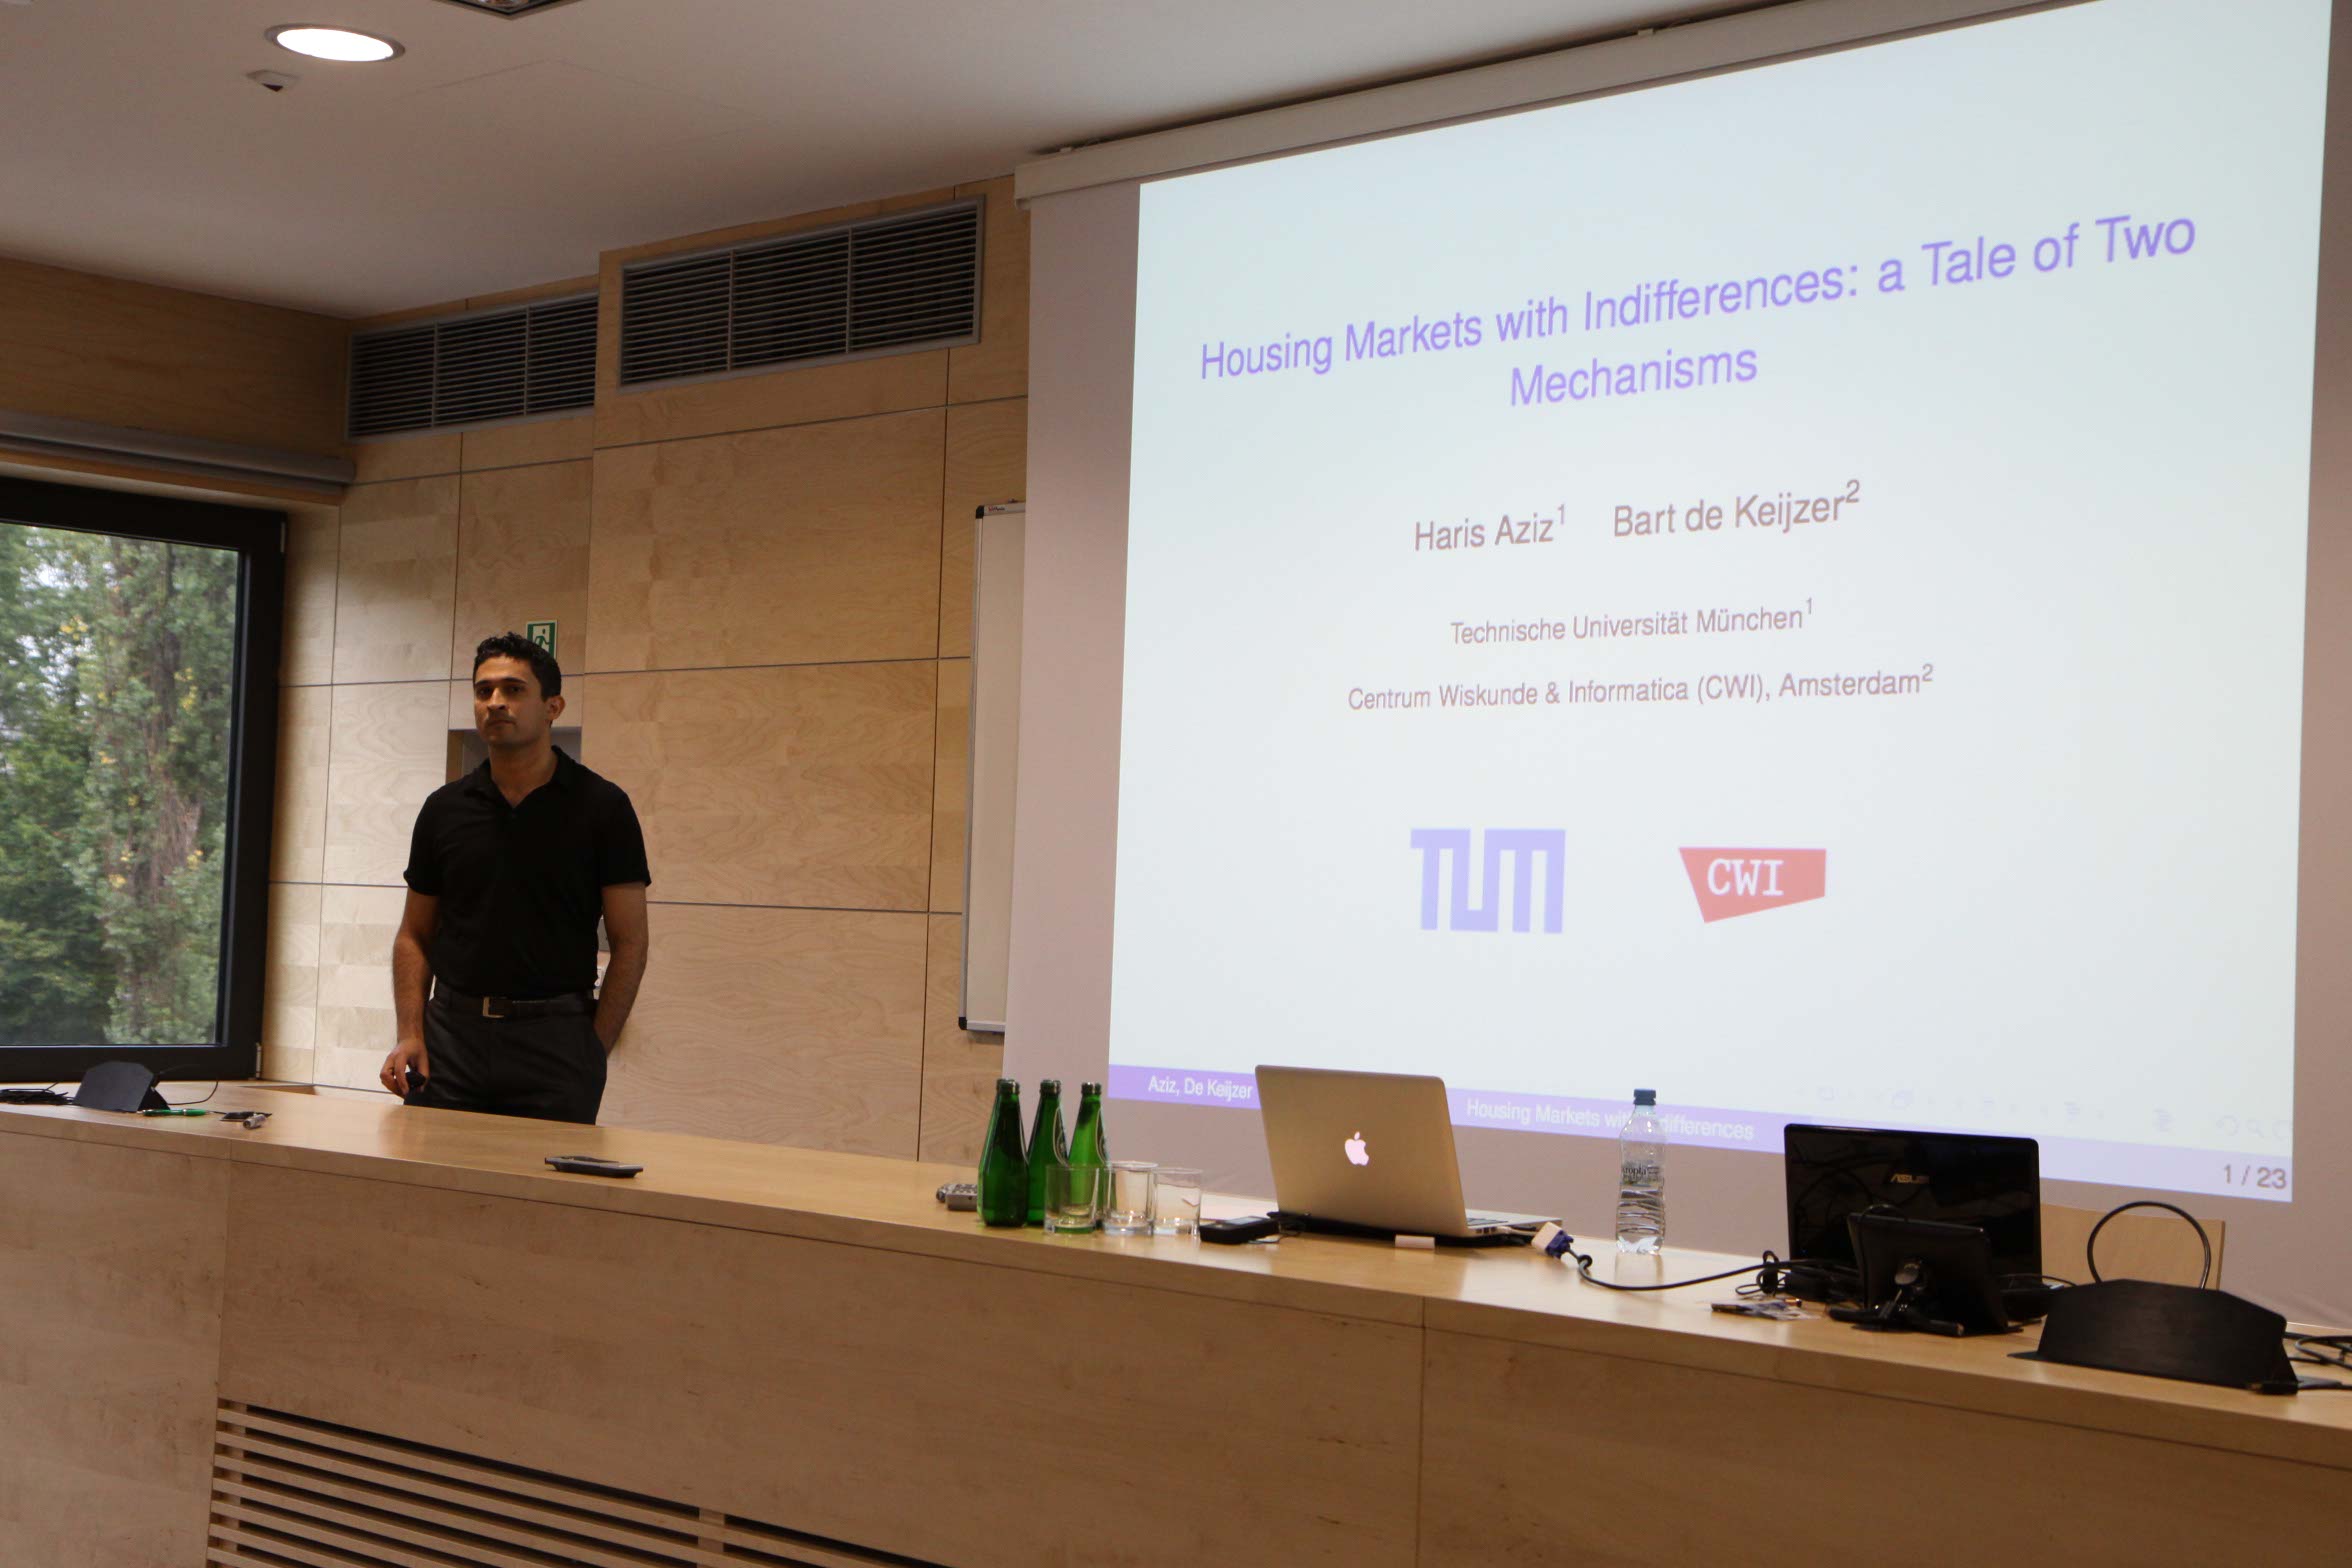 Housing Markets with Indifferences: a Tale of Two
Mechanisms
Haris Aziz¹ Bart de Keijzer²
Technische Universität München¹
Centrum Wiskunde & Informatica (CWI), Amsterdam²
TUM
CWI
Aziz, De Keijzer
Housing Markets with Indifferences
1 / 23
ASUS